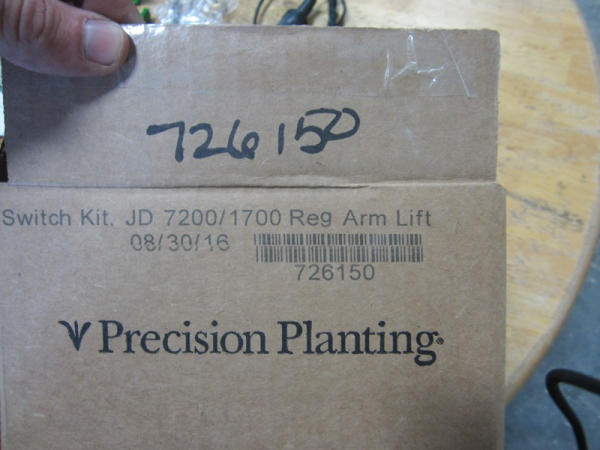 726150
Switch Kit, JD 7200/1700 Reg Arm Lift
08/30/16
726150
Precision Planting